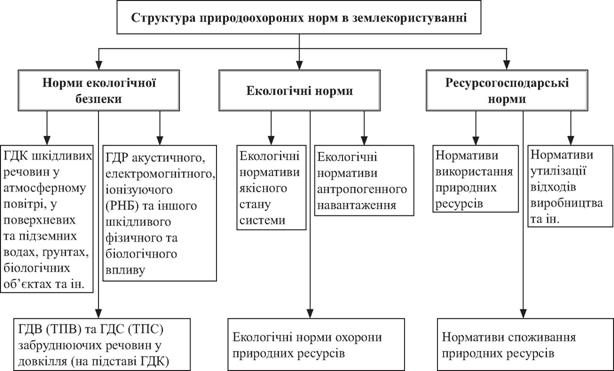 Структура природоохороних норм в землекористуванні
Норми екологічної
безпеки
Екологічні норми
Ресурсогосподарські
норми
ГДК шкідливих
речовин у
атмосферному
повітрі, у
поверхневих
та підземних
водах, ґрунтах,
біологічних
об’єктах та ін.
ГДР акустичного,
електромогнітного,
іонізуючого
(РНБ) та іншого
шкідливого
фізичного та
біологічного
впливу
Екологічні
нормативи
якісного
стану
системи
Екологічні
нормативи
антропогенного
навантаження
Нормативи
використання
природних
ресурсів
Нормативи
утилізації
відходів
виробництва
та ін.
ГДВ (ТПВ) та ГДС (ТПС)
забруднюючих речовин у
довкілля (на підставі ГДК)
Екологічні норми охорони
природних ресурсів
Нормативи споживання
природних ресурсів